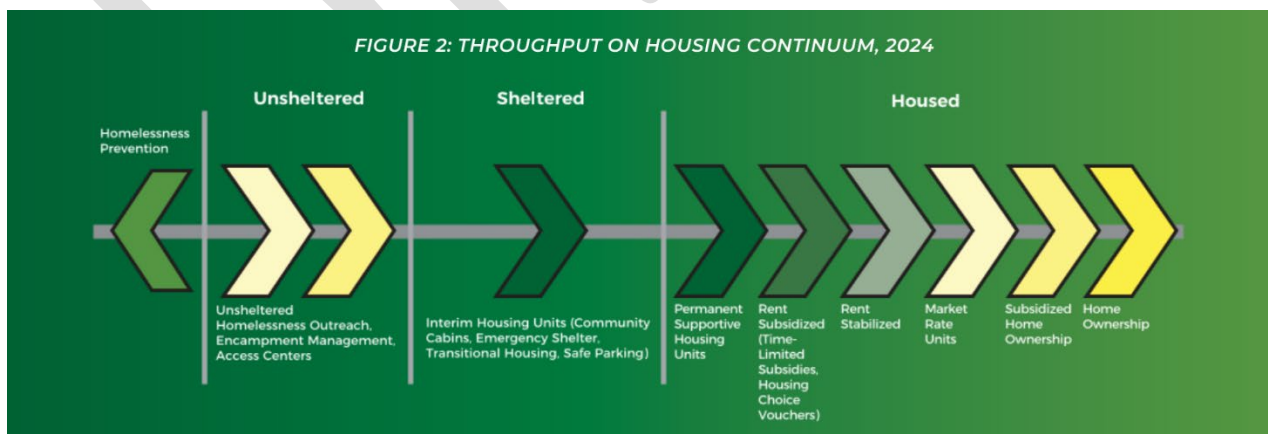 FIGURE 2: THROUGHPUT ON HOUSING CONTINUUM, 2024
Unsheltered
Sheltered
Housed
Homelessness
Prevention
Unsheltered
Homelessness Outreach,
Encampment Management,
Access Centers
Interim Housing Units (Community
Cabins, Emergency Shelter,
Transitional Housing, Safe Parking)
Permanent
Supportive
Housing
Units
Rent
Subsidized
(Time-
Limited
Subsidies,
Housing
Choice
Vouchers)
Rent
Stabilized
Market
Rate
Units
Subsidized
Home
Ownership
Home
Ownership